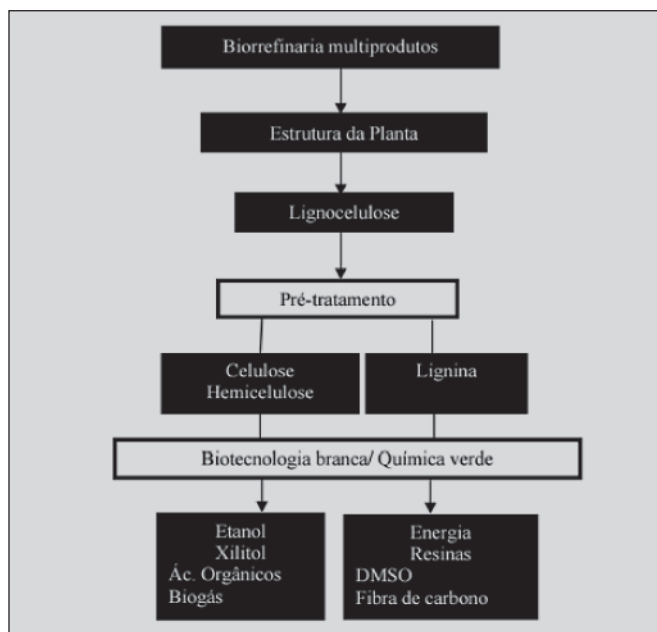 Biorrefinaria multiprodutos
Estrutura da Planta
Lignocelulose
Pré-tratamento
Celulose
Hemicelulose
Lignina
Biotecnologia branca/ Química verde
Etanol
Xilitol
Ác. Orgânicos
Biogás
Energia
Resinas
DMSO
Fibra de carbono